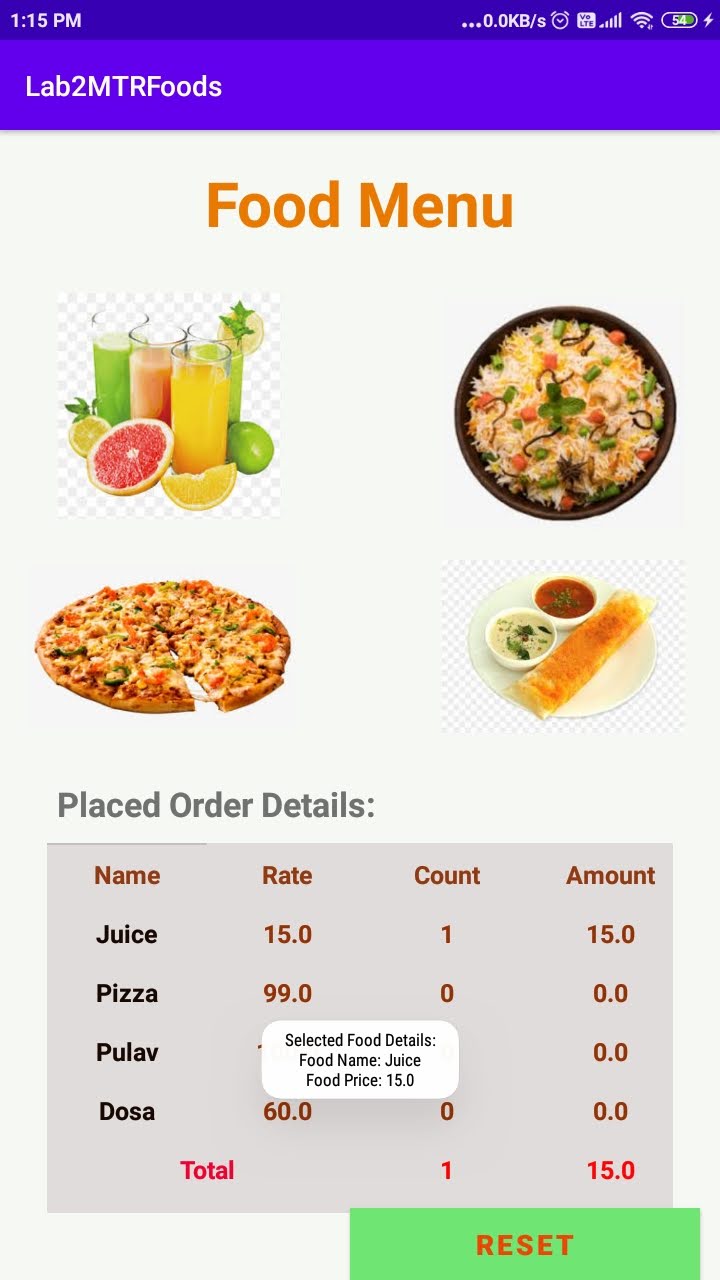 1:15 PM ...0.0KB/s Vo LTE 54
Lab2MTRFoods
Food Menu
Placed Order Details:
Name Rate Count Amount
Juice 15.0 1 15.0
Pizza 99.0 0 0.0
Pulav 0.0
Selected Food Details:
Food Name: Juice
Food Price: 15.0
Dosa 60.0 0 0.0
Total 1 15.0
RESET